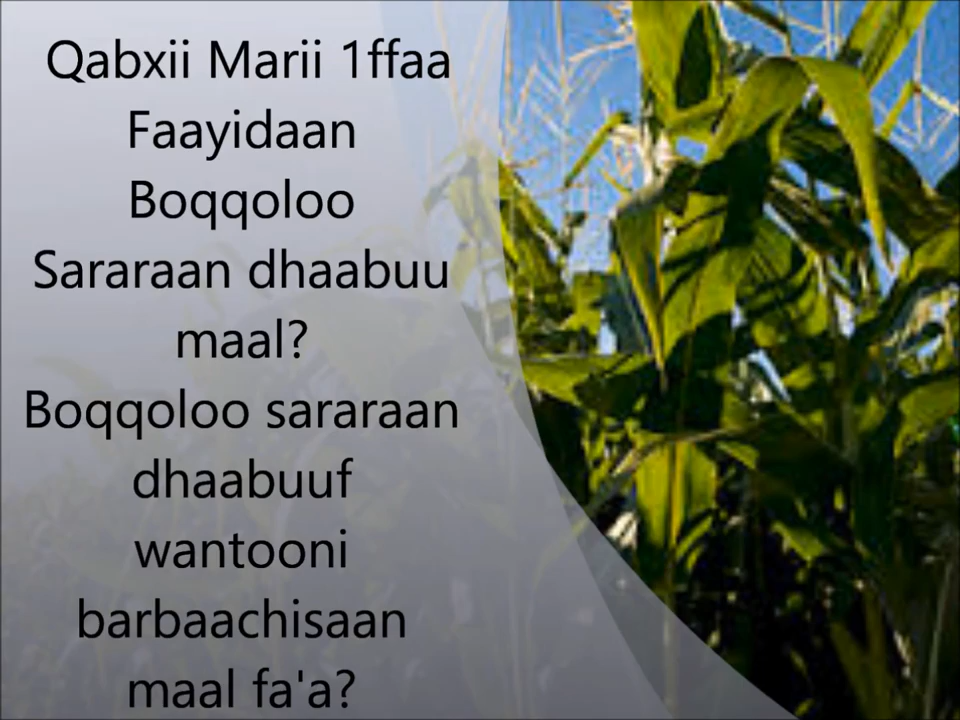 Qabxii Marii 1ffaa
Faayidaan
Boqqoloo
Sararaan dhaabuu
maal?
Boqqoloo sararaan
dhaabuuf
wantooni
barbaachisaan
maal fa'a?